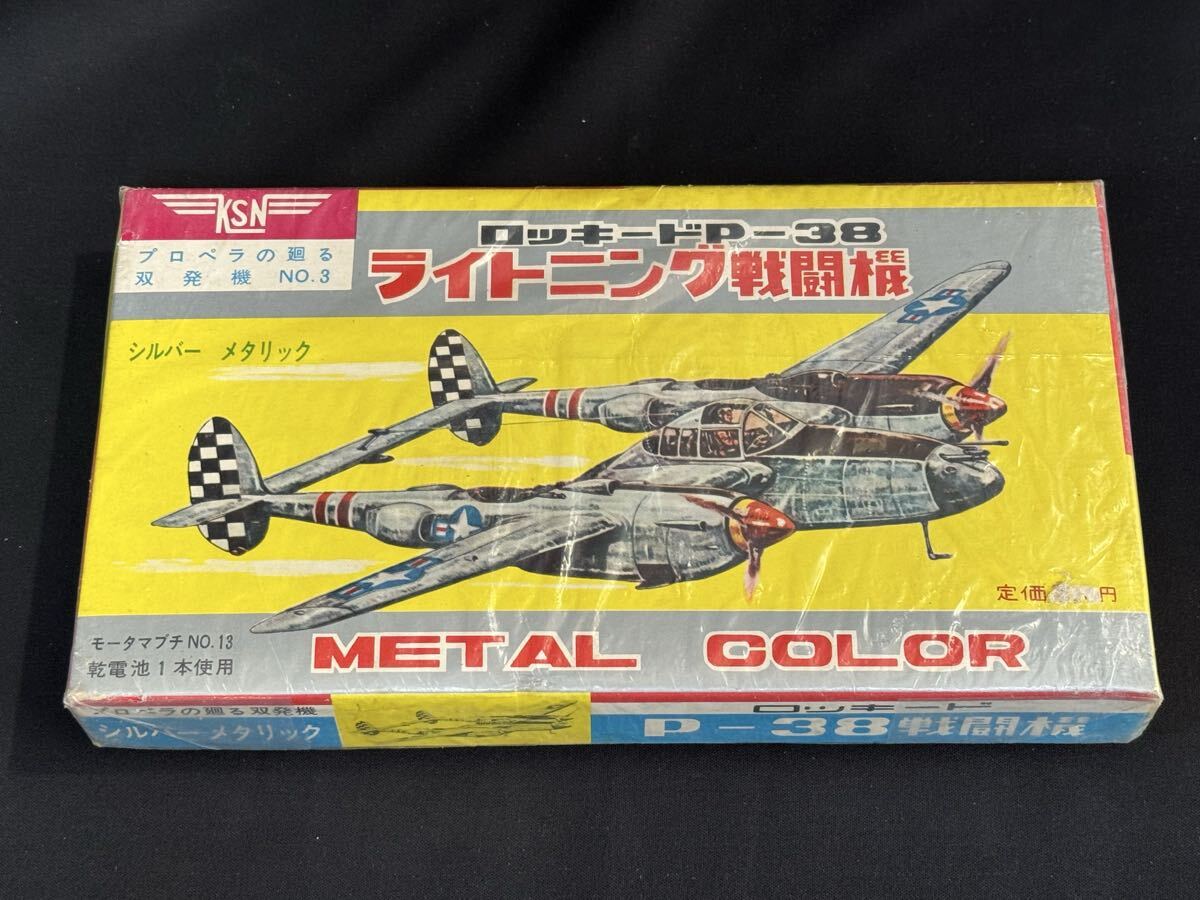 KSN
プロペラの廻る
双発機 NO.3
ロッキードP-38
ライトニング戦闘機
シルバー メタリック
定価 円
モータマブチNO.13
乾電池1本使用
METAL COLOR
プロペラの廻る双発機
シルバーメタリック
ロッキード
P-38戦闘機